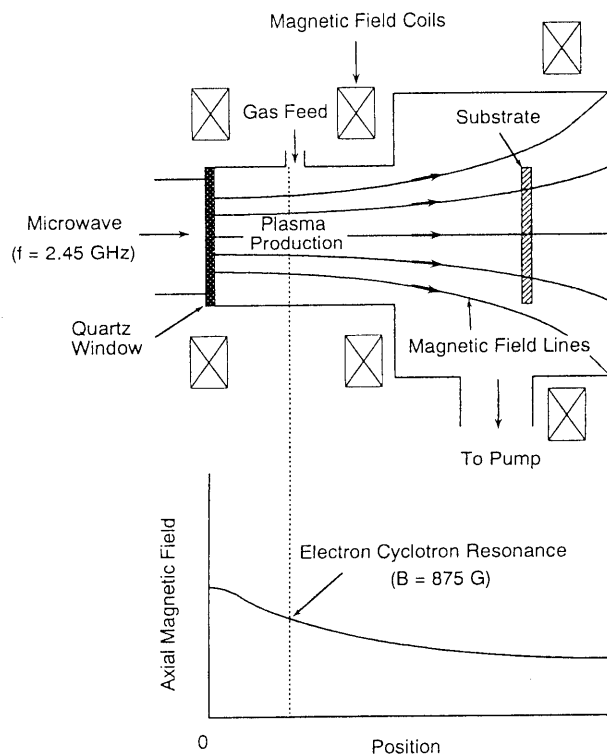 Magnetic Field Coils
Gas Feed
Substrate
Microwave
(f = 2.45 GHz)
Plasma
Production
Quartz
Window
Magnetic Field Lines
To Pump
Axial Magnetic Field
Electron Cyclotron Resonance
(B = 875 G)
0
Position